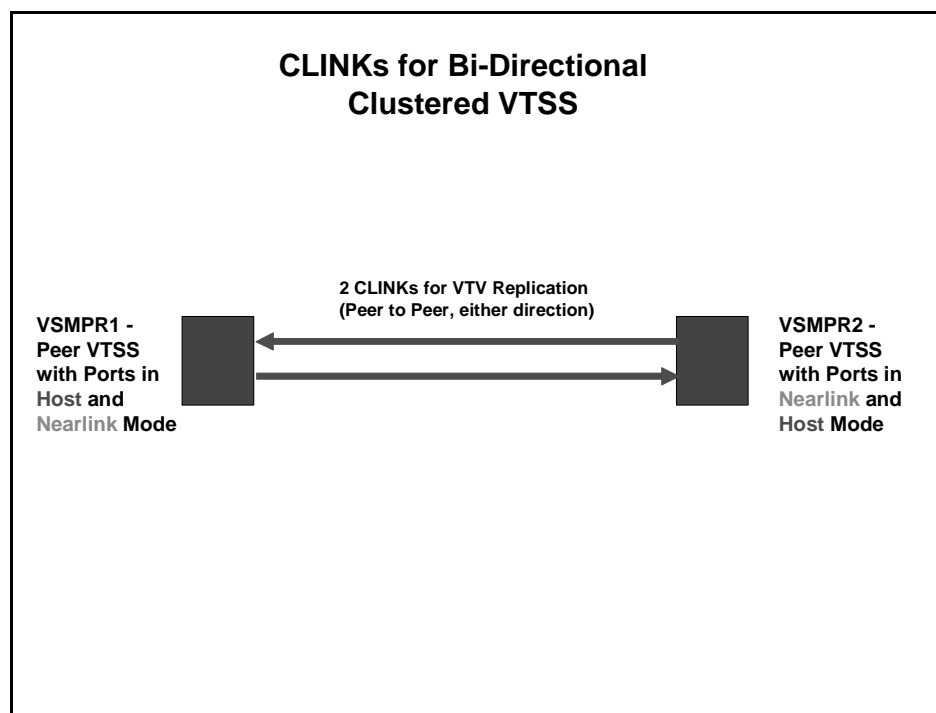 CLINKs for Bi-Directional
Clustered VTSS
2 CLINKs for VTV Replication
(Peer to Peer, either direction)
VSMPR1 -
Peer VTSS
with Ports in
Host and
Nearlink Mode
VSMPR2 -
Peer VTSS
with Ports in
Nearlink and
Host Mode